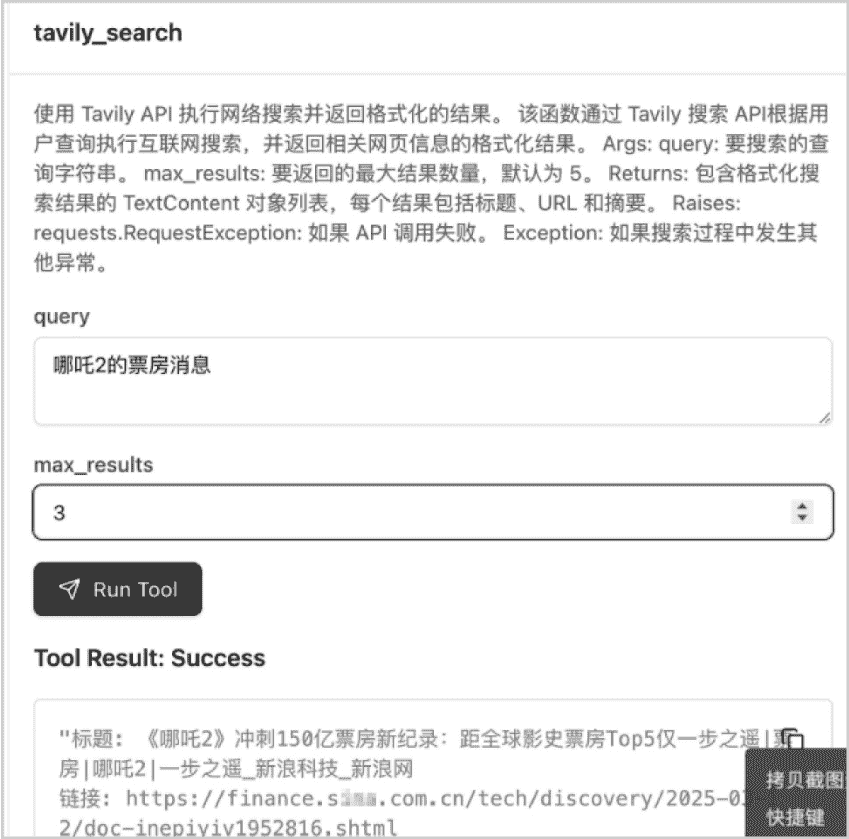 tavily_search
使用 Tavily API 执行网络搜索并返回格式化的结果。 该函数通过 Tavily 搜索 API根据用
户查询执行互联网搜索，并返回相关网页信息的格式化结果。 Args: query: 要搜索的查
询字符串。 max_results: 要返回的最大结果数量，默认为 5。 Returns: 包含格式化搜
索结果的 TextContent 对象列表，每个结果包括标题、URL 和摘要。 Raises:
requests.RequestException: 如果 API 调用失败。 Exception: 如果搜索过程中发生其
他异常。
query
哪吒2的票房消息
max_results
3
Run Tool
Tool Result: Success
"标题: 《哪吒2》冲刺150亿票房新纪录：距全球影史票房Top5仅一步之遥|票
房|哪吒2|一步之遥_新浪科技_新浪网
链接: https://finance.s.com.cn/tech/discovery/2025-0
2/doc-inepiyiv1952816.shtml
拷贝截图
快捷键